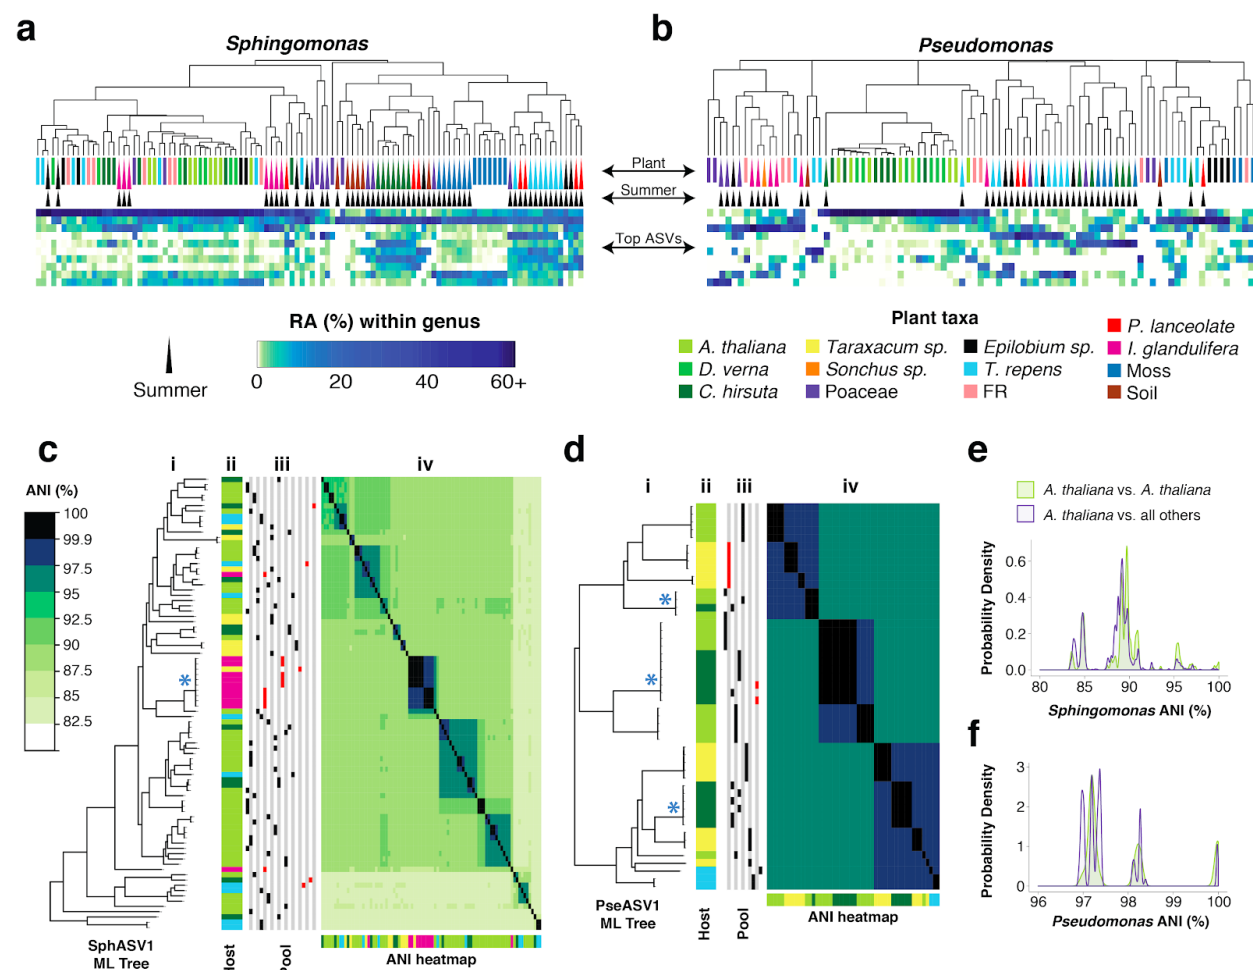 a
Sphingomonas
b
Pseudomonas
Plant
Summer
Top ASVs
RA (%) within genus
0 20 40 60+
Summer
Plant taxa
A. thaliana
D. verna
C. hirsuta
Taraxacum sp.
Sonchus sp.
Poaceae
Epilobium sp.
T. repens
FR
P. lanceolate
I. glandulifera
Moss
Soil
c
i ii iii iv
ANI (%)
100
99.9
97.5
95
92.5
90
87.5
85
82.5
*
SphASV1
ML Tree
Host
Pool
ANI heatmap
d
i ii iii iv
*
*
*
PseASV1
ML Tree
Host
Pool
ANI heatmap
e
A. thaliana vs. A. thaliana
A. thaliana vs. all others
Probability Density
0.6
0.4
0.2
0.0
80 85 90 95 100
Sphingomonas ANI (%)
f
Probability Density
3
2
1
0
96 97 98 99 100
Pseudomonas ANI (%)